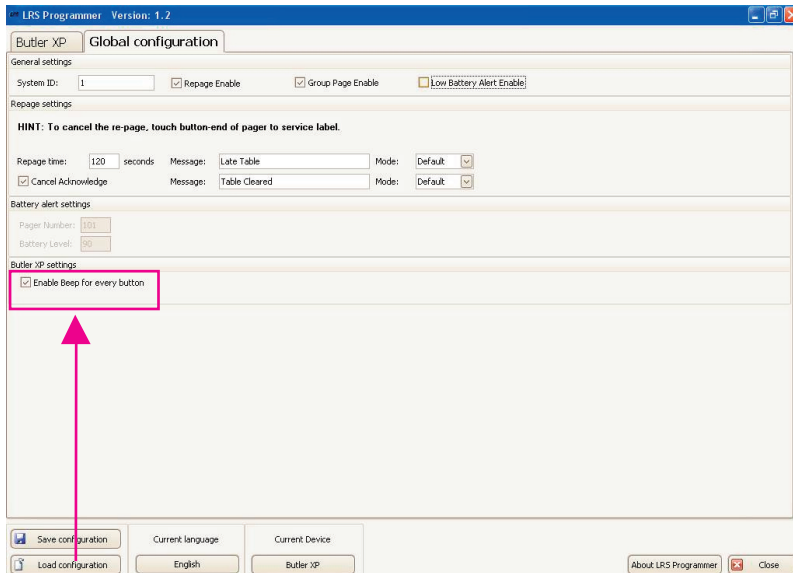 LRS Programmer Version: 1.2
Butler XP Global configuration
General settings
System ID: 1 Repage Enable Group Page Enable Low Battery Alert Enable
Repage settings
HINT: To cancel the re-page, touch button-end of pager to service label.
Repage time: 120 seconds Message: Late Table Mode: Default
Cancel Acknowledge Message: Table Cleared Mode: Default
Battery alert settings
Pager Number: 101
Battery Level: 90
Butler XP settings
Enable Beep for every button
Save configuration Current language Current Device
Load configuration English Butler XP About LRS Programmer Close